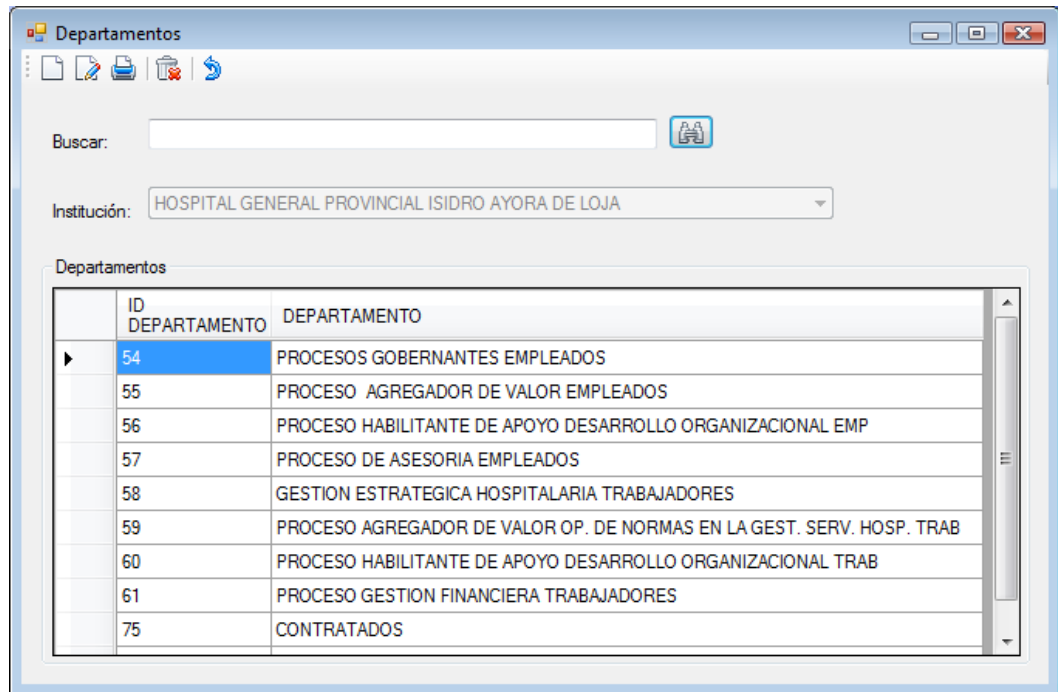 Departamentos
Buscar:
Institución: HOSPITAL GENERAL PROVINCIAL ISIDRO AYORA DE LOJA
Departamentos
ID DEPARTAMENTO DEPARTAMENTO
54 PROCESOS GOBERNANTES EMPLEADOS
55 PROCESO  AGREGADOR DE VALOR EMPLEADOS
56 PROCESO HABILITANTE DE APOYO DESARROLLO ORGANIZACIONAL EMP
57 PROCESO DE ASESORIA EMPLEADOS
58 GESTION ESTRATEGICA HOSPITALARIA TRABAJADORES
59 PROCESO AGREGADOR DE VALOR OP. DE NORMAS EN LA GEST. SERV. HOSP. TRAB
60 PROCESO HABILITANTE DE APOYO DESARROLLO ORGANIZACIONAL TRAB
61 PROCESO GESTION FINANCIERA TRABAJADORES
75 CONTRATADOS